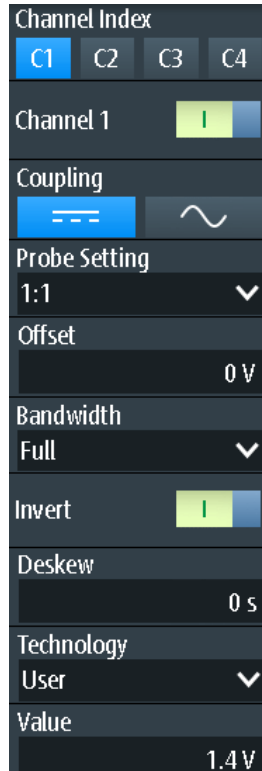 Channel Index
C1 C2 C3 C4
Channel 1 I
Coupling
Probe Setting
1:1
Offset
0 V
Bandwidth
Full
Invert I
Deskew
0 s
Technology
User
Value
1.4 V